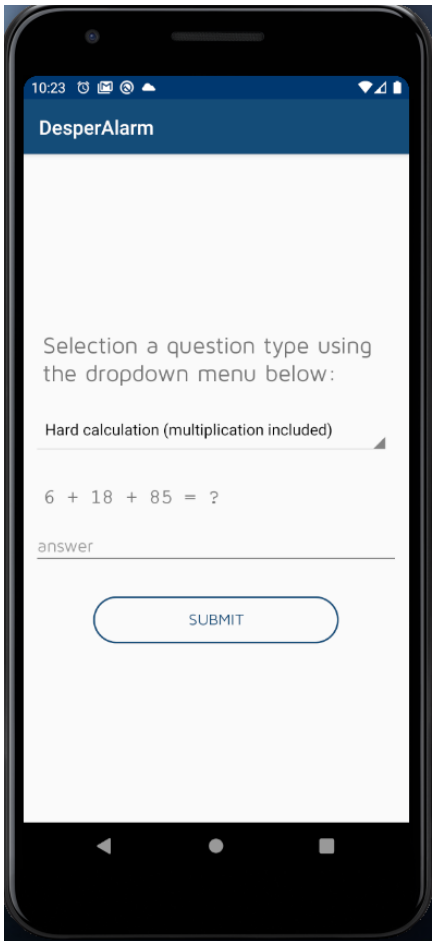 10:23
DesperAlarm
Selection a question type using
the dropdown menu below:
Hard calculation (multiplication included)
6 + 18 + 85 = ?
answer
SUBMIT